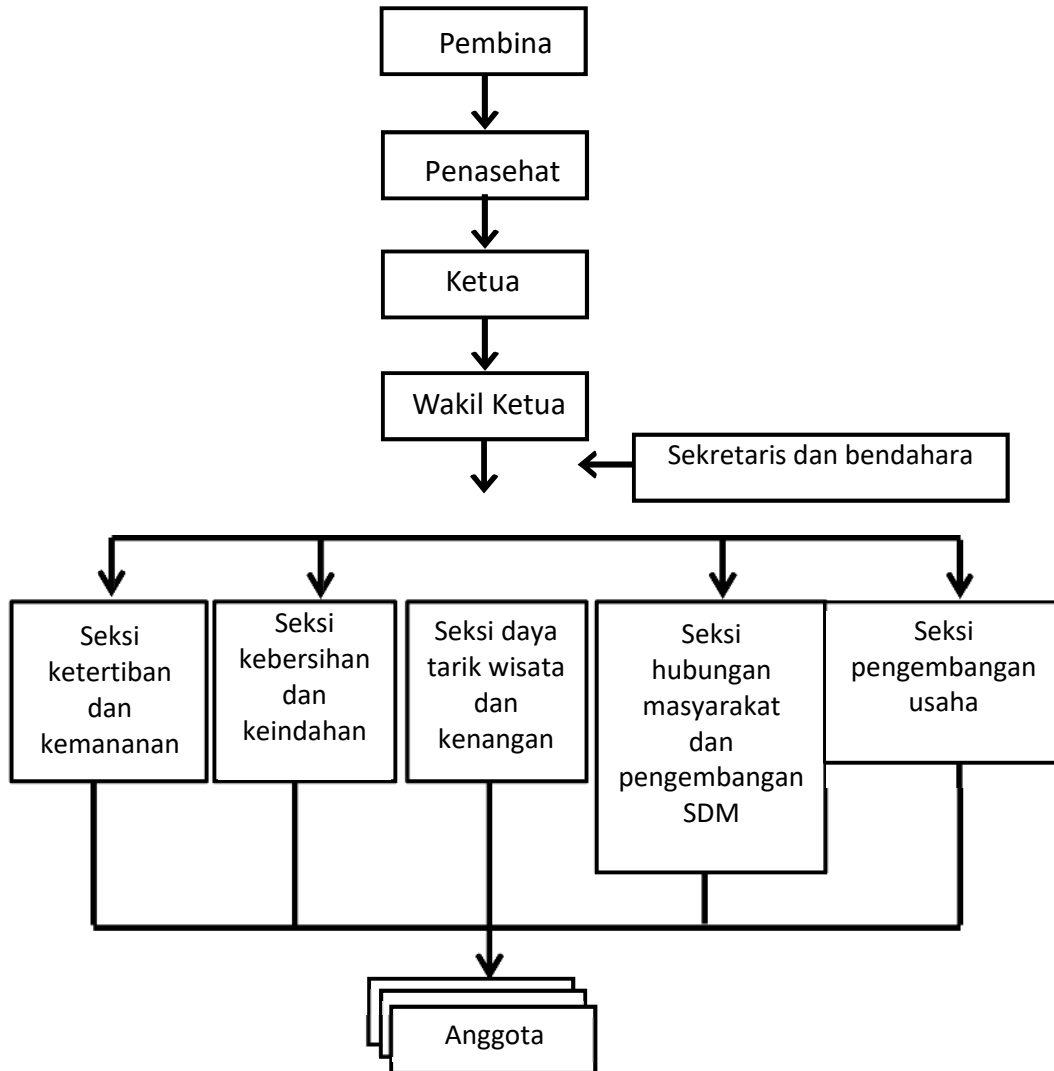 Pembina
Penasehat
Ketua
Wakil Ketua
Sekretaris dan bendahara
Seksi
ketertiban
dan
kemananan
Seksi
kebersihan
dan
keindahan
Seksi daya
tarik wisata
dan
kenangan
Seksi
hubungan
masyarakat
dan
pengembangan
SDM
Seksi
pengembangan
usaha
Anggota